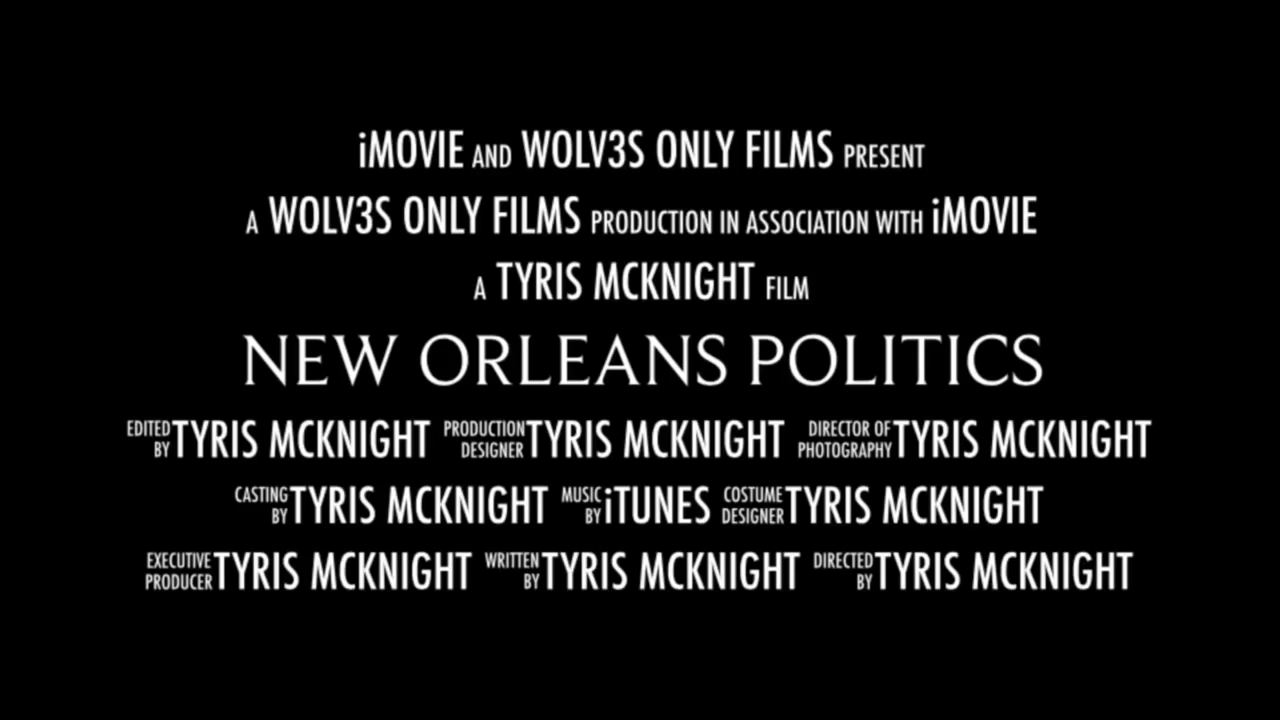 iMOVIE AND WOLV3S ONLY FILMS PRESENT
A WOLV3S ONLY FILMS PRODUCTION IN ASSOCIATION WITH iMOVIE
A TYRIS MCKNIGHT FILM
NEW ORLEANS POLITICS
EDITED BY TYRIS MCKNIGHT PRODUCTION DESIGNER TYRIS MCKNIGHT DIRECTOR OF PHOTOGRAPHY TYRIS MCKNIGHT
CASTING BY TYRIS MCKNIGHT MUSIC BY iTUNES COSTUME DESIGNER TYRIS MCKNIGHT
EXECUTIVE PRODUCER TYRIS MCKNIGHT WRITTEN BY TYRIS MCKNIGHT DIRECTED BY TYRIS MCKNIGHT